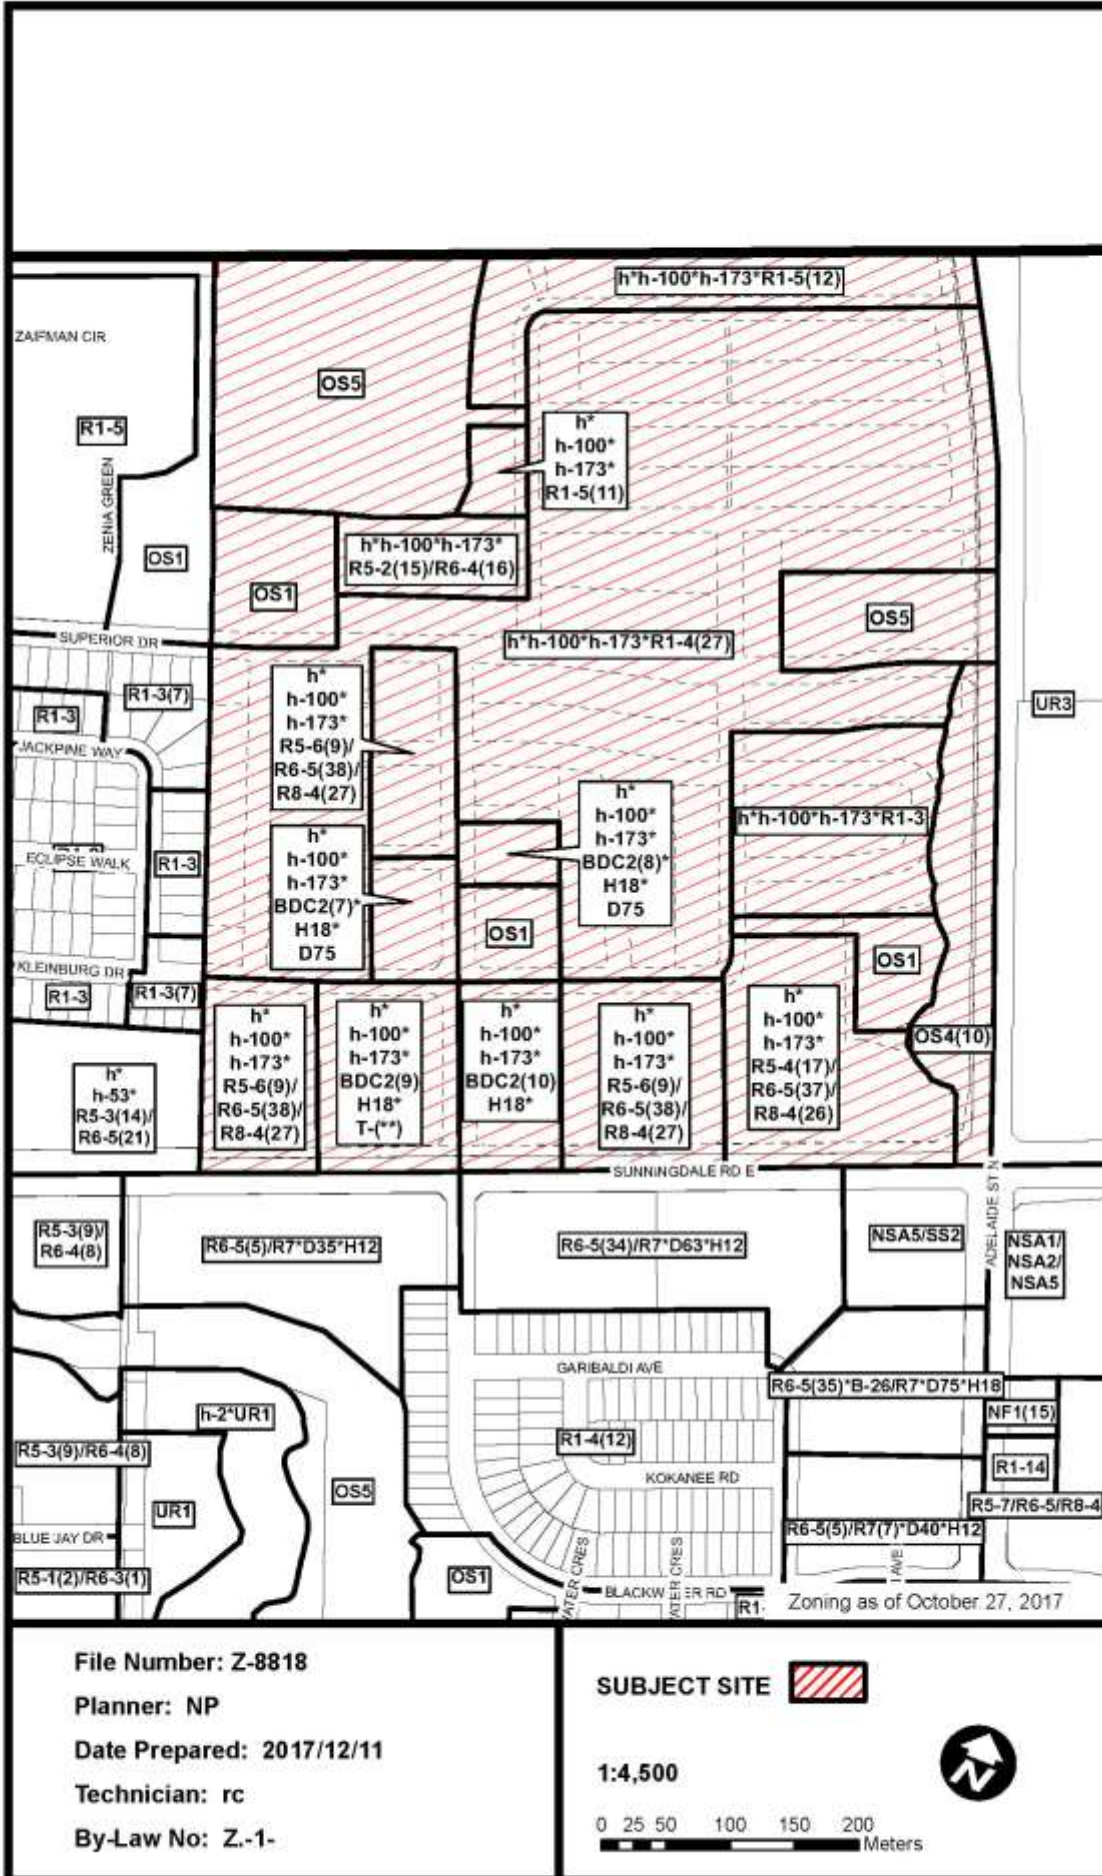 h*h-100*h-173*R1-5(12)
ZAIFMAN CIR
OS5
R1-5
h*
h-100*
h-173*
R1-5(11)
ZENIA GREEN
OS1
h*h-100*h-173*
R5-2(15)/R6-4(16)
OS1
OS5
SUPERIOR DR
h*h-100*h-173*R1-4(27)
R1-3(7)
h*
h-100*
h-173*
R5-6(9)/
R6-5(38)/
R8-4(27)
UR3
R1-3
JACKPINE WAY
h*
h-100*
h-173*
BDC2(8)*
H18*
D75
h*h-100*h-173*R1-3
h*
h-100*
h-173*
BDC2(7)*
H18*
D75
ECLIPSE WALK
R1-3
OS1
OS1
KLEINBURG DR
R1-3
R1-3(7)
h*
h-100*
h-173*
R5-6(9)/
R6-5(38)/
R8-4(27)
h*
h-100*
h-173*
BDC2(9)
H18*
T-(**)
h*
h-100*
h-173*
BDC2(10)
H18*
h*
h-100*
h-173*
R5-6(9)/
R6-5(38)/
R8-4(27)
h*
h-100*
h-173*
R5-4(17)/
R6-5(37)/
R8-4(26)
OS4(10)
h*
h-53*
R5-3(14)/
R6-5(21)
SUNNINGDALE RD E
ADELAIDE ST N
R5-3(9)/
R6-4(8)
R6-5(5)/R7*D35*H12
R6-5(34)/R7*D63*H12
NSA5/SS2
NSA1/
NSA2/
NSA5
GARIBALDI AVE
R6-5(35)*B-26/R7*D75*H18
h-2*UR1
NF1(15)
R5-3(9)/R6-4(8)
R1-4(12)
R1-14
KOKANEE RD
OS5
UR1
R5-7/R6-5/R8-4
BLUE JAY DR
R6-5(5)/R7(7)*D40*H12
R5-1(2)/R6-3(1)
OS1
WATER CRES
WATER CRES
AVE
BLACKW ER RD
R1-
Zoning as of October 27, 2017
File Number: Z-8818
Planner: NP
Date Prepared: 2017/12/11
Technician: rc
By-Law No: Z.-1-
SUBJECT SITE
1:4,500
N
0 25 50 100 150 200
Meters